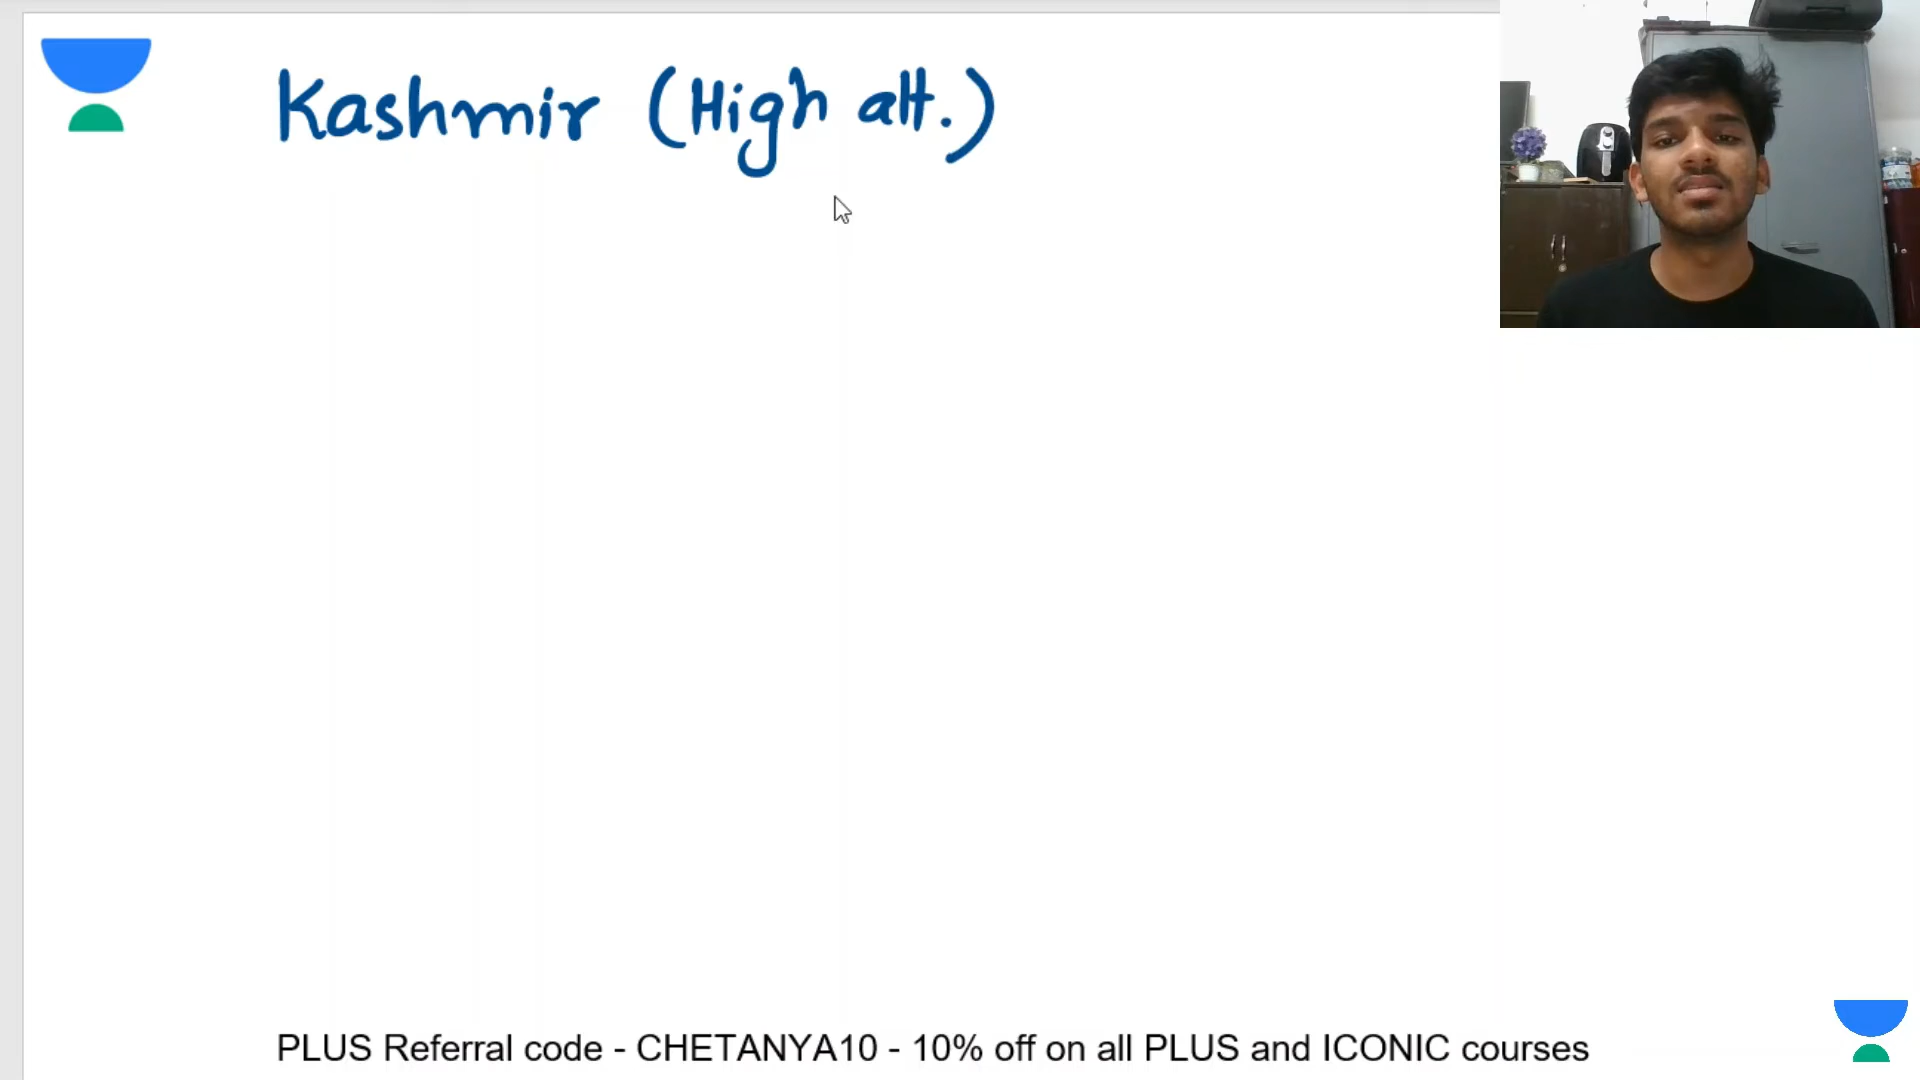 Kashmir (High alt.)
PLUS Referral code - CHETANYA10 - 10% off on all PLUS and ICONIC courses